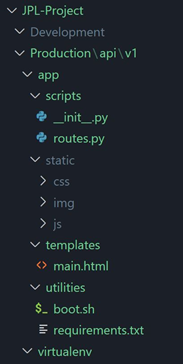 JPL-Project
Development
Production\api\v1
app
scripts
__init__.py
routes.py
static
css
img
js
templates
main.html
utilities
boot.sh
requirements.txt
virtualenv